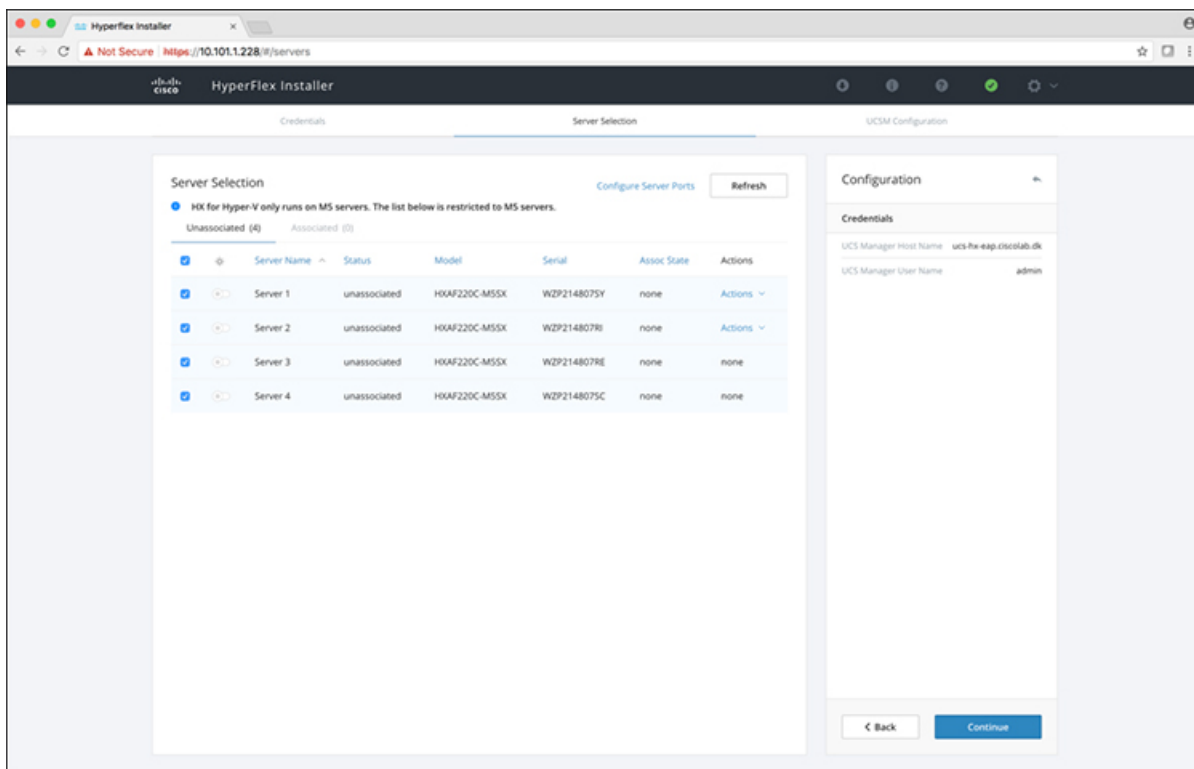 Hyperflex Installer ×
Not Secure https://10.101.1.228/#/servers
cisco HyperFlex Installer
Credentials Server Selection UCSM Configuration
Server Selection Configure Server Ports Refresh
HX for Hyper-V only runs on M5 servers. The list below is restricted to M5 servers.
Unassociated (4) Associated (0)
Server Name Status Model Serial Assoc State Actions
Server 1 unassociated HXAF220C-M5SX WZP214807SY none Actions
Server 2 unassociated HXAF220C-M5SX WZP214807RI none Actions
Server 3 unassociated HXAF220C-M5SX WZP214807RE none none
Server 4 unassociated HXAF220C-M5SX WZP214807SC none none
Configuration
Credentials
UCS Manager Host Name ucs-hx-eap.ciscolab.dk
UCS Manager User Name admin
< Back Continue